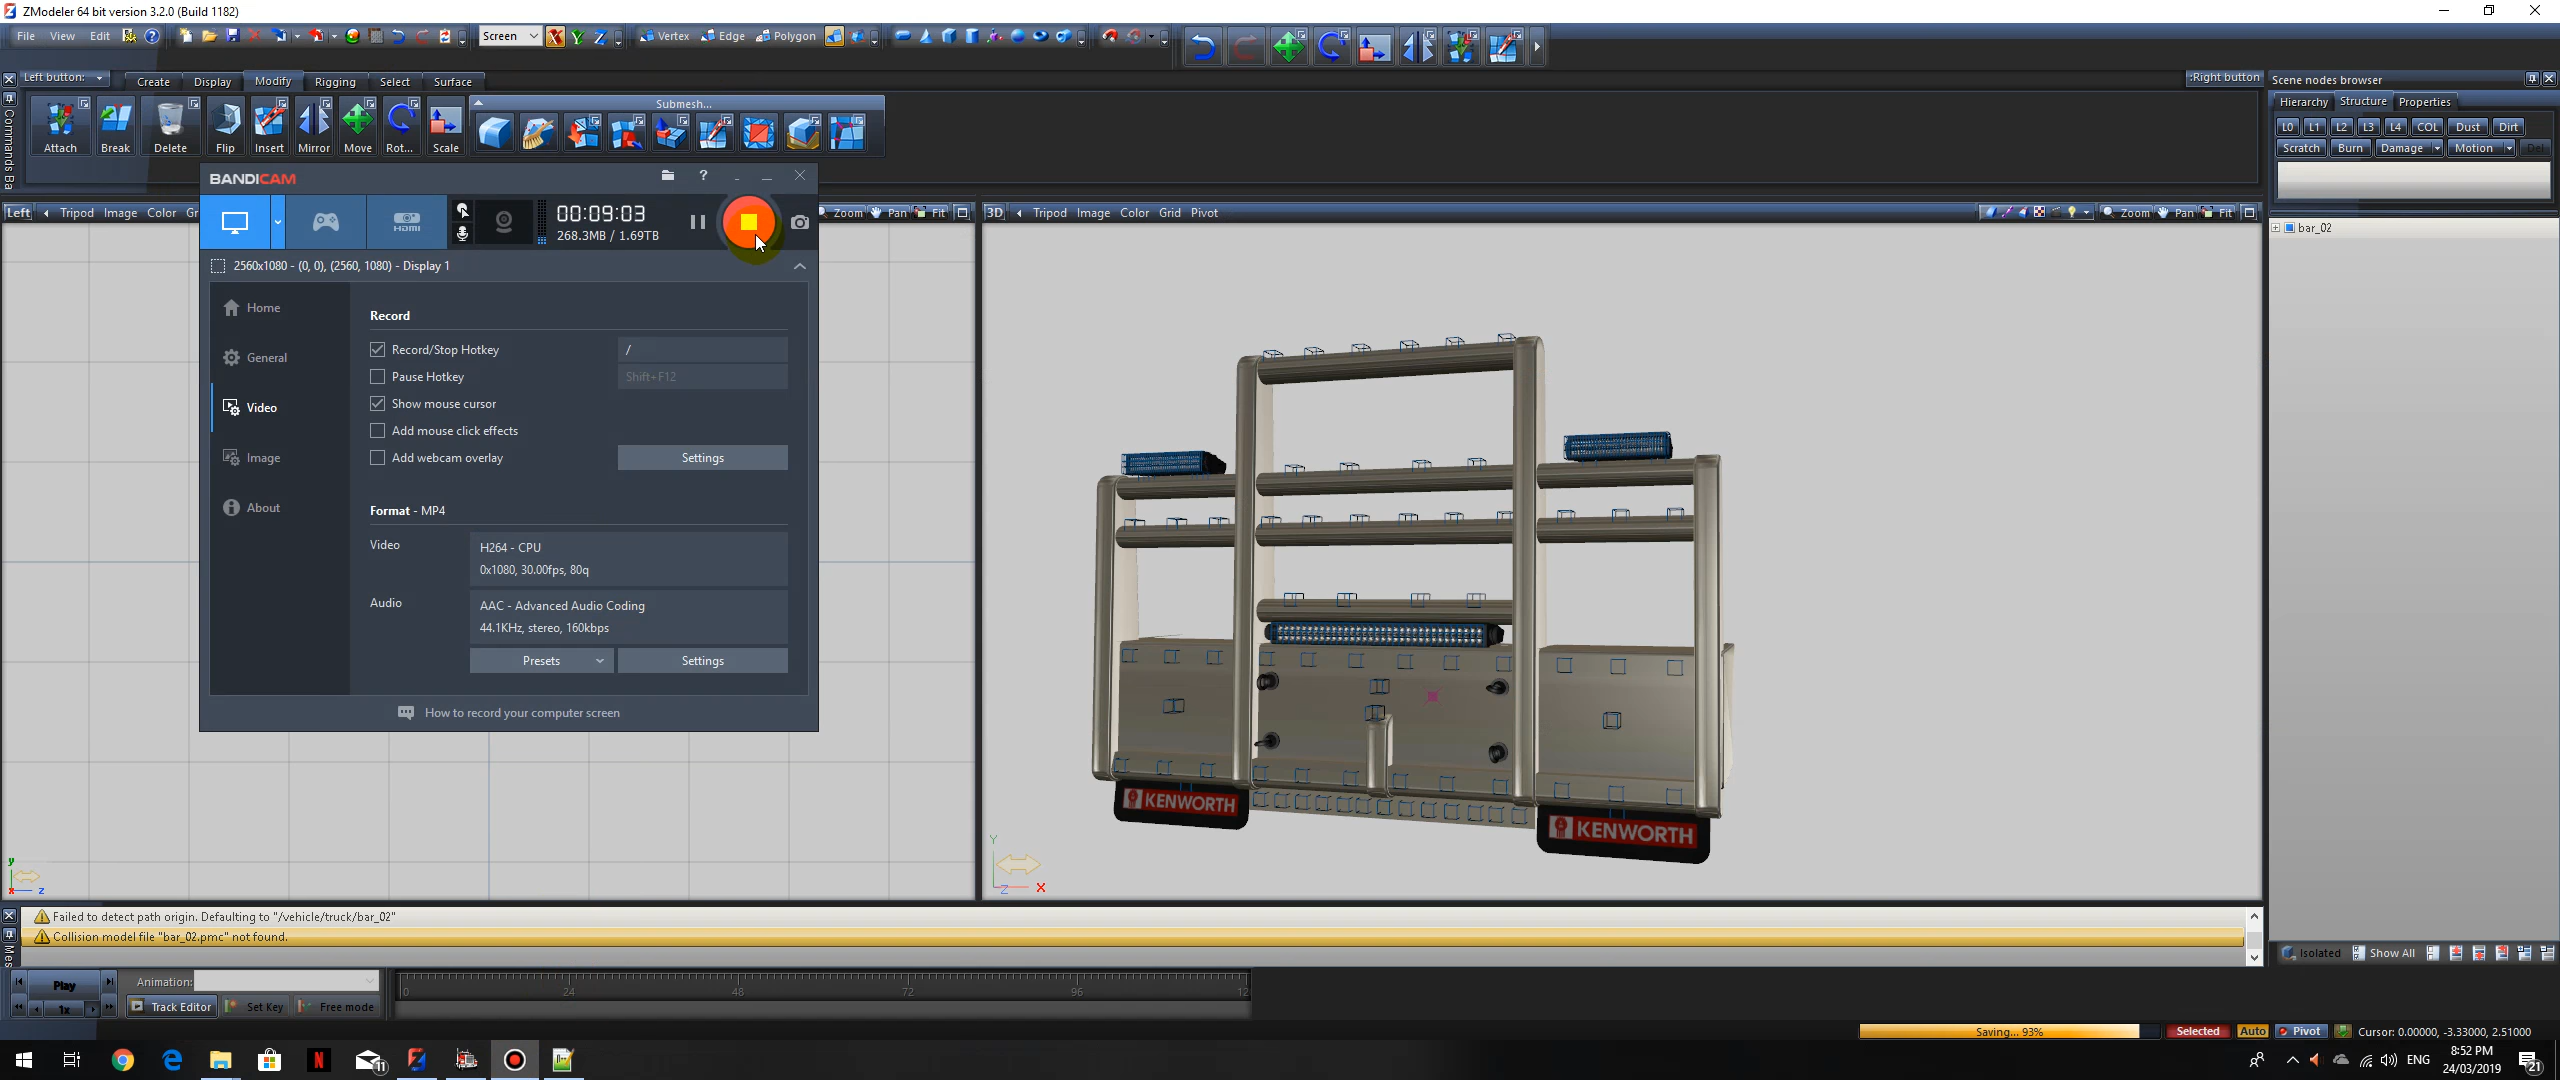 ZModeler 64 bit version 3.2.0 (Build 1182)
File View Edit
Screen
X Y Z
Vertex Edge Polygon
Left button:
Create Display Modify Rigging Select Surface
:Right button
Scene nodes browser
Hierarchy Structure Properties
Submesh...
L0 L1 L2 L3 L4 COL Dust Dirt
Attach Break Delete Flip Insert Mirror Move Rot... Scale
Scratch Burn Damage Motion Del
Commands Ba
BANDICAM
?
HDMI
00:09:03
268.3MB / 1.69TB
Left Tripod Image Color Gr
Zoom Pan Fit
3D Tripod Image Color Grid Pivot
Zoom Pan Fit
bar_02
2560x1080 - (0, 0), (2560, 1080) - Display 1
Home
General
Video
Image
About
Record
Record/Stop Hotkey /
Pause Hotkey Shift+F12
Show mouse cursor
Add mouse click effects
Add webcam overlay Settings
Format - MP4
Video H264 - CPU
0x1080, 30.00fps, 80q
Audio AAC - Advanced Audio Coding
44.1KHz, stereo, 160kbps
Presets Settings
How to record your computer screen
KENWORTH
KENWORTH
y
x z
Y
Z X
Failed to detect path origin. Defaulting to "/vehicle/truck/bar_02"
Collision model file "bar_02.pmc" not found.
Mes
Isolated Show All
Play
Animation:
1x
Track Editor Set Key Free mode
0 24 48 72 96 12
Saving... 93%
Selected Auto Pivot Cursor: 0.00000, -3.33000, 2.51000
N
11
ENG
8:52 PM
24/03/2019
21